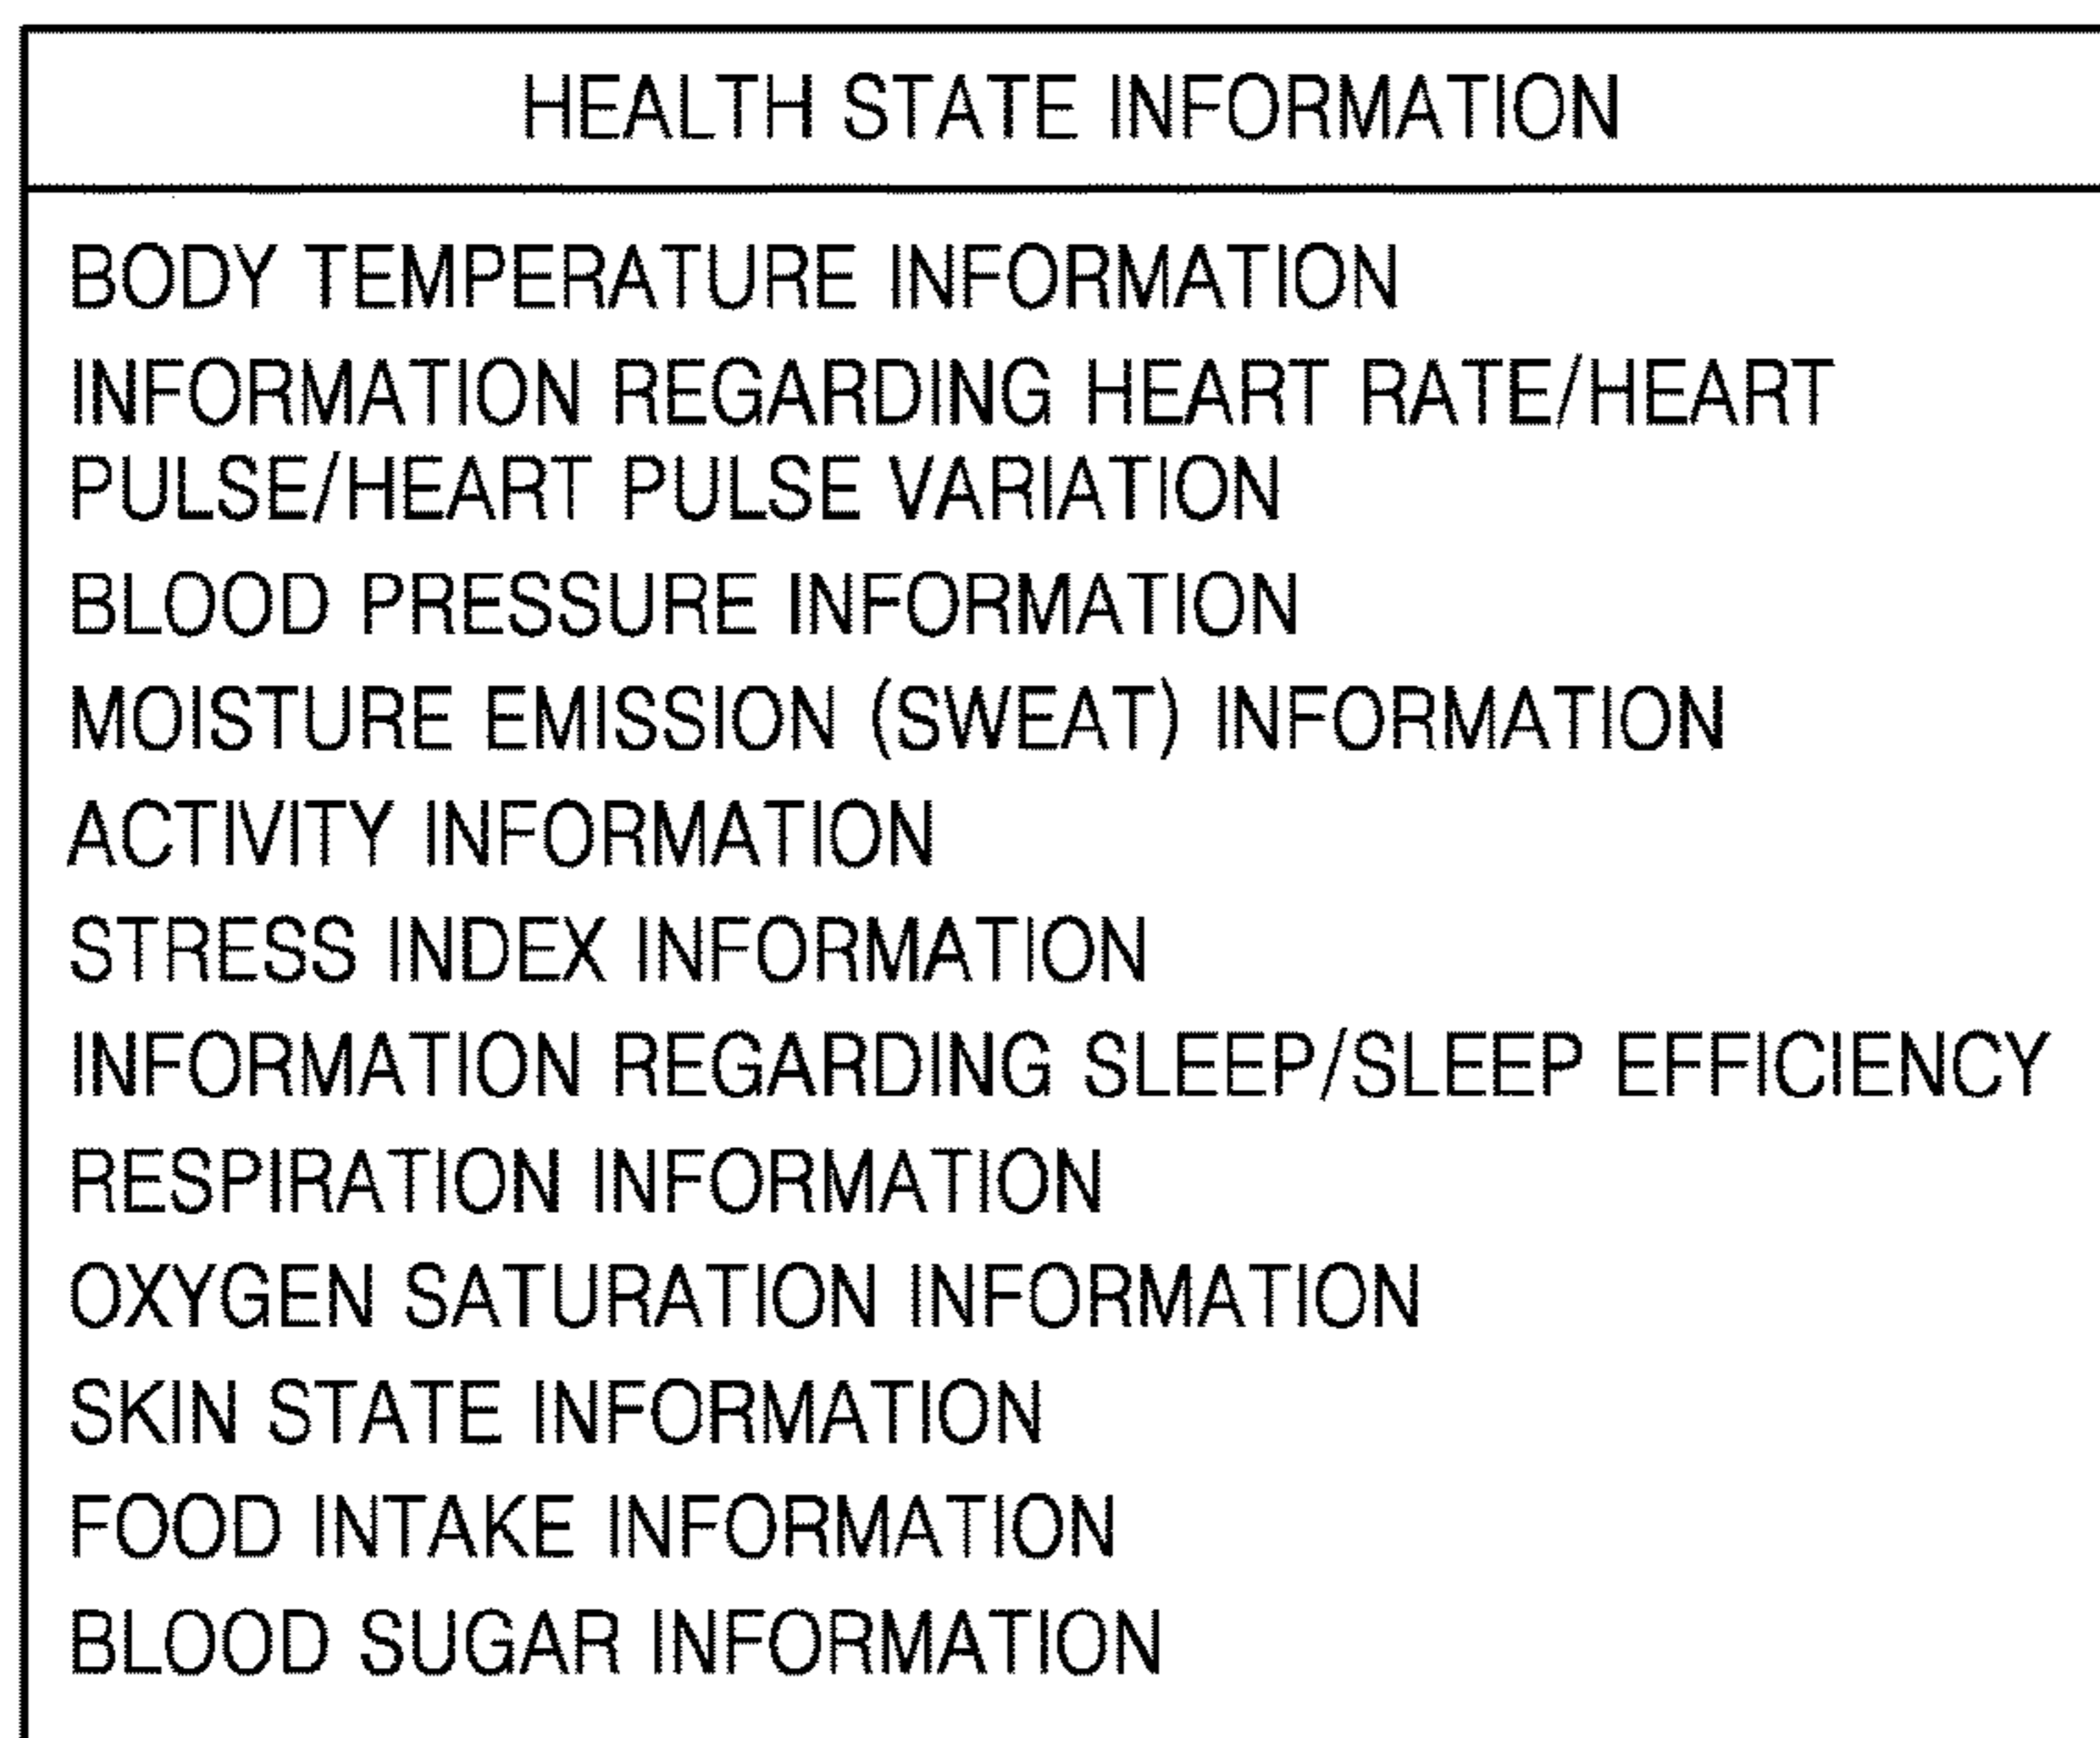 HEALTH STATE INFORMATION
BODY TEMPERATURE INFORMATION
INFORMATION REGARDING HEART RATE/HEART
PULSE/HEART PULSE VARIATION
BLOOD PRESSURE INFORMATION
MOISTURE EMISSION (SWEAT) INFORMATION
ACTIVITY INFORMATION
STRESS INDEX INFORMATION
INFORMATION REGARDING SLEEP/SLEEP EFFICIENCY
RESPIRATION INFORMATION
OXYGEN SATURATION INFORMATION
SKIN STATE INFORMATION
FOOD INTAKE INFORMATION
BLOOD SUGAR INFORMATION